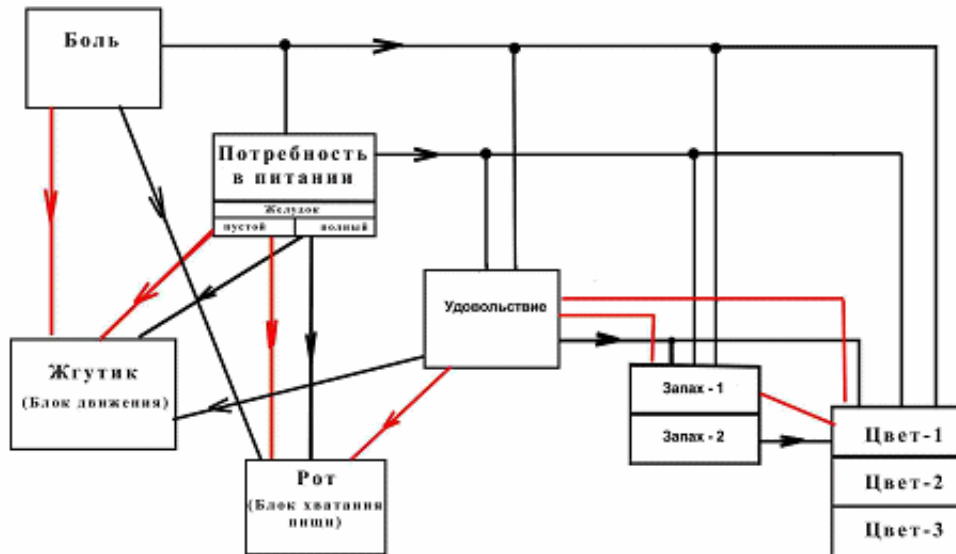 Боль
Потребность
в питании
Желудок
пустой полный
Удовольствие
Жгутик
(Блок движения)
Запах - 1
Запах - 2
Цвет-1
Цвет-2
Цвет-3
Рот
(Блок хватания
пищи)